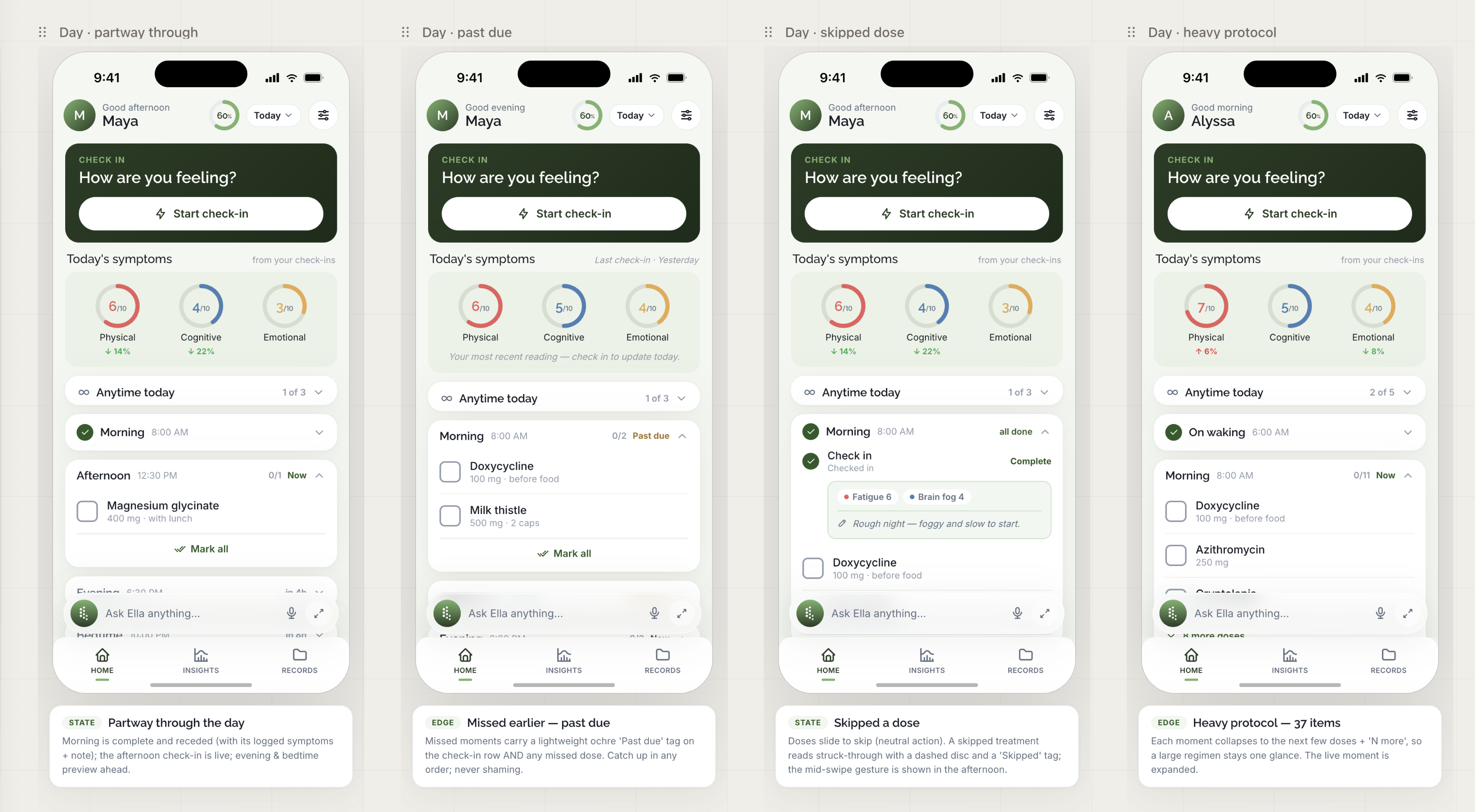 Day · partway through
9:41
M
Good afternoon
Maya
60%
Today
CHECK IN
How are you feeling?
Start check-in
Today's symptoms
from your check-ins
6/10
4/10
3/10
Physical
Cognitive
Emotional
↓ 14%
↓ 22%
Anytime today
1 of 3
Morning 8:00 AM
Afternoon 12:30 PM
0/1 Now
Magnesium glycinate
400 mg · with lunch
Mark all
Evening 6:30 PM
in 4h
Ask Ella anything...
Bedtime 10:00 PM
in 8h
HOME
INSIGHTS
RECORDS
STATE Partway through the day
Morning is complete and receded (with its logged symptoms
+ note); the afternoon check-in is live; evening & bedtime
preview ahead.
Day · past due
9:41
M
Good evening
Maya
60%
Today
CHECK IN
How are you feeling?
Start check-in
Today's symptoms
Last check-in · Yesterday
6/10
5/10
4/10
Physical
Cognitive
Emotional
Your most recent reading — check in to update today.
Anytime today
1 of 3
Morning 8:00 AM
0/2 Past due
Doxycycline
100 mg · before food
Milk thistle
500 mg · 2 caps
Mark all
Ask Ella anything...
Evening
Now
HOME
INSIGHTS
RECORDS
EDGE Missed earlier — past due
Missed moments carry a lightweight ochre 'Past due' tag on
the check-in row AND any missed dose. Catch up in any
order; never shaming.
Day · skipped dose
9:41
M
Good afternoon
Maya
60%
Today
CHECK IN
How are you feeling?
Start check-in
Today's symptoms
from your check-ins
6/10
4/10
3/10
Physical
Cognitive
Emotional
↓ 14%
↓ 22%
Anytime today
1 of 3
Morning 8:00 AM
all done
Check in
Checked in
Complete
Fatigue 6
Brain fog 4
Rough night — foggy and slow to start.
Doxycycline
100 mg · before food
Ask Ella anything...
HOME
INSIGHTS
RECORDS
STATE Skipped a dose
Doses slide to skip (neutral action). A skipped treatment
reads struck-through with a dashed disc and a 'Skipped' tag;
the mid-swipe gesture is shown in the afternoon.
Day · heavy protocol
9:41
A
Good morning
Alyssa
60%
Today
CHECK IN
How are you feeling?
Start check-in
Today's symptoms
from your check-ins
7/10
5/10
4/10
Physical
Cognitive
Emotional
↑ 6%
↓ 8%
Anytime today
2 of 5
On waking 6:00 AM
Morning 8:00 AM
0/11 Now
Doxycycline
100 mg · before food
Azithromycin
250 mg
Cryptolepis
Ask Ella anything...
8 more doses
HOME
INSIGHTS
RECORDS
EDGE Heavy protocol — 37 items
Each moment collapses to the next few doses + 'N more', so
a large regimen stays one glance. The live moment is
expanded.